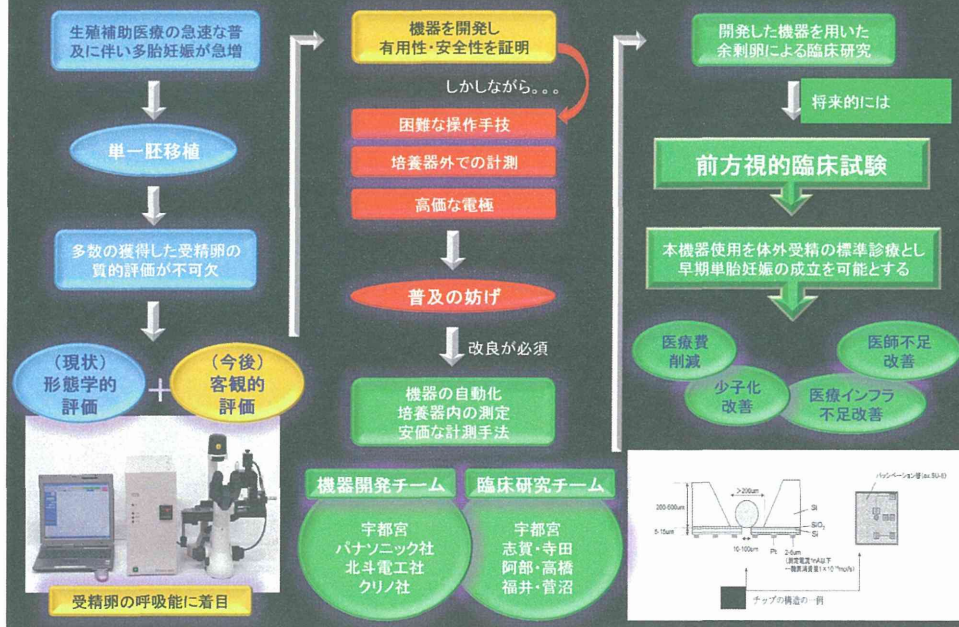 生殖補助医療の急速な普
及に伴い多胎妊娠が急増
単一胚移植
多数の獲得した受精卵の
質的評価が不可欠
(現状)
形態学的
評価
+
(今後)
客観的
評価
受精卵の呼吸能に着目
機器を開発し
有用性・安全性を証明
しかしながら。。。
困難な操作手技
培養器外での計測
高価な電極
普及の妨げ
改良が必須
機器の自動化
培養器内の測定
安価な計測手法
機器開発チーム
宇都宮
パナソニック社
北斗電工社
クリノ社
臨床研究チーム
宇都宮
志賀・寺田
阿部・高橋
福井・菅沼
開発した機器を用いた
余剰卵による臨床研究
将来的には
前方視的臨床試験
本機器使用を体外受精の標準診療とし
早期単胎妊娠の成立を可能とする
医療費
削減
医師不足
改善
少子化
改善
医療インフラ
不足改善
>200um
200-600um
Si
SiO₂
Si
5-15um
10-100um
Pt
2-5um
チップの構造の一例